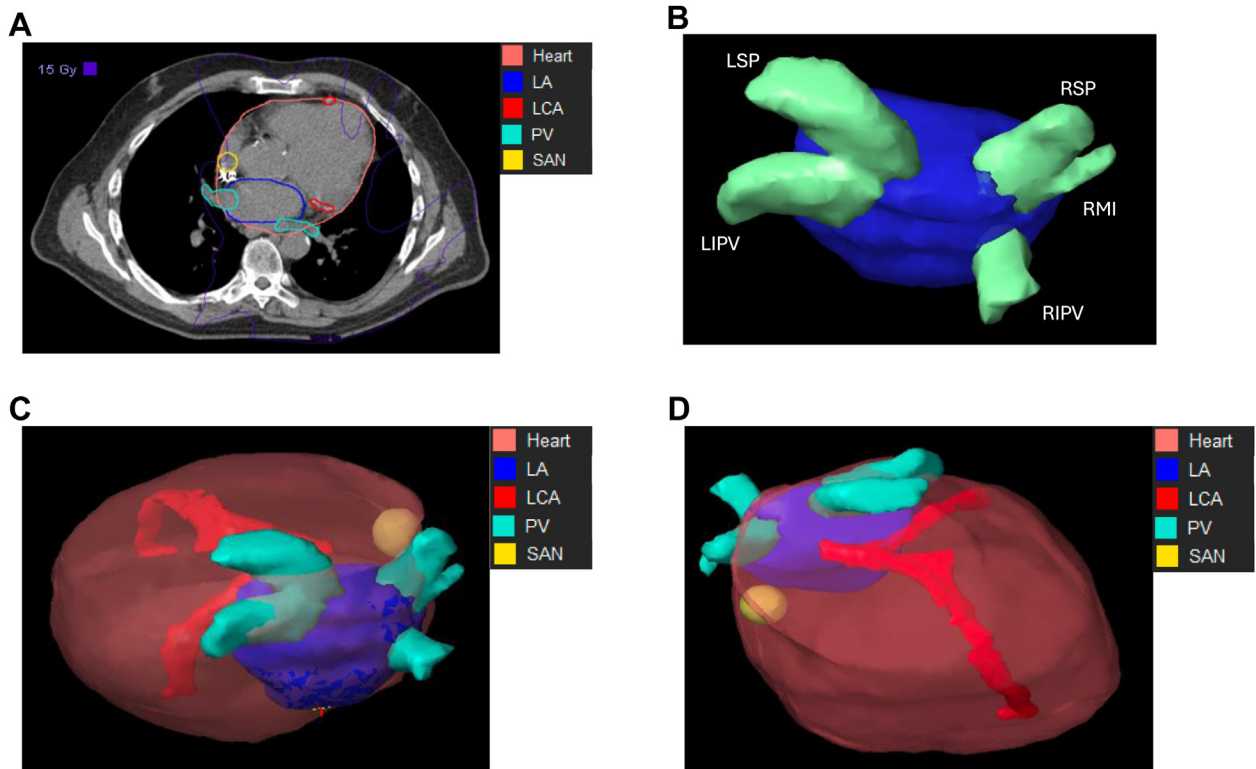 A
15 Gy
Heart
LA
LCA
PV
SAN
B
LSP
RSP
RMI
LIPV
RIPV
C
Heart
LA
LCA
PV
SAN
D
Heart
LA
LCA
PV
SAN